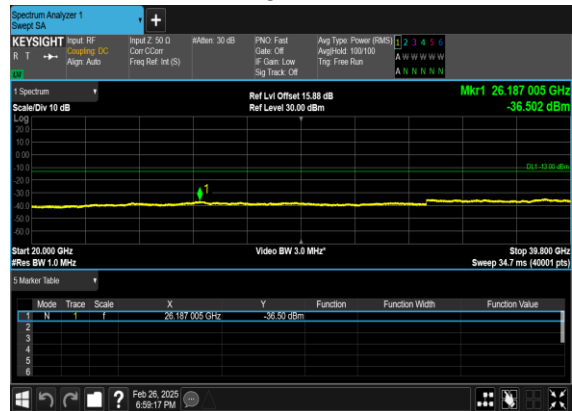 Spectrum Analyzer 1
Swept SA
+
KEYSIGHT Input: RF Input Z: 50 Ω #Atten: 30 dB PNO: Fast Avg Type: Power (RMS) 1 2 3 4 5 6
R T Coupling: DC Corr CCorr Gate: Off Avg|Hold: 100/100 A W W W W W
Align: Auto Freq Ref: Int (S) IF Gain: Low Trig: Free Run
Sig Track: Off A N N N N N
1 Spectrum
Ref Lvl Offset 15.88 dB Mkr1 26.187 005 GHz
Scale/Div 10 dB Ref Level 30.00 dBm -36.502 dBm
Log
20.0
10.0
0.00
-10.0
DL1 -13.00 dBm
-20.0
1
-30.0
-40.0
-50.0
-60.0
Start 20.000 GHz Video BW 3.0 MHz* Stop 39.800 GHz
#Res BW 1.0 MHz Sweep 34.7 ms (40001 pts)
5 Marker Table
Mode Trace Scale X Y Function Function Width Function Value
1 N 1 f 26.187 005 GHz -36.50 dBm
2
3
4
5
6
? Feb 26, 2025
6:59:17 PM